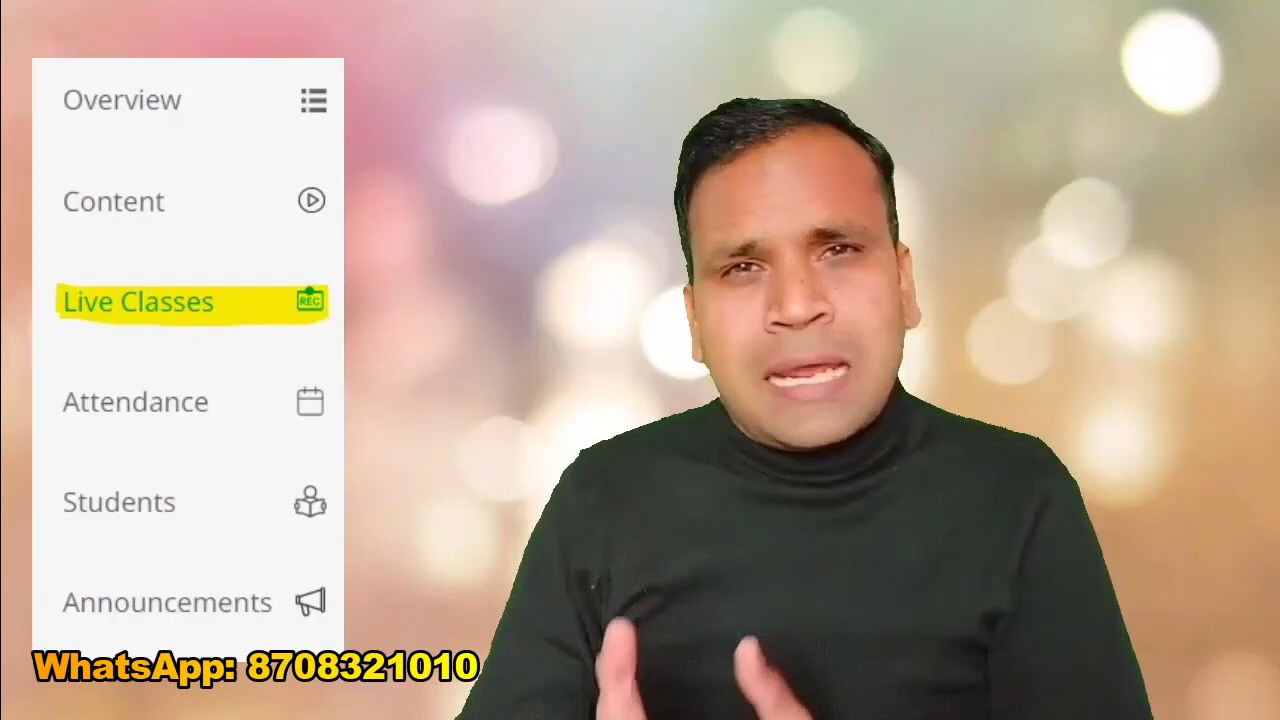 Overview
Content
Live Classes
REC
Attendance
Students
Announcements
WhatsApp: 8708321010